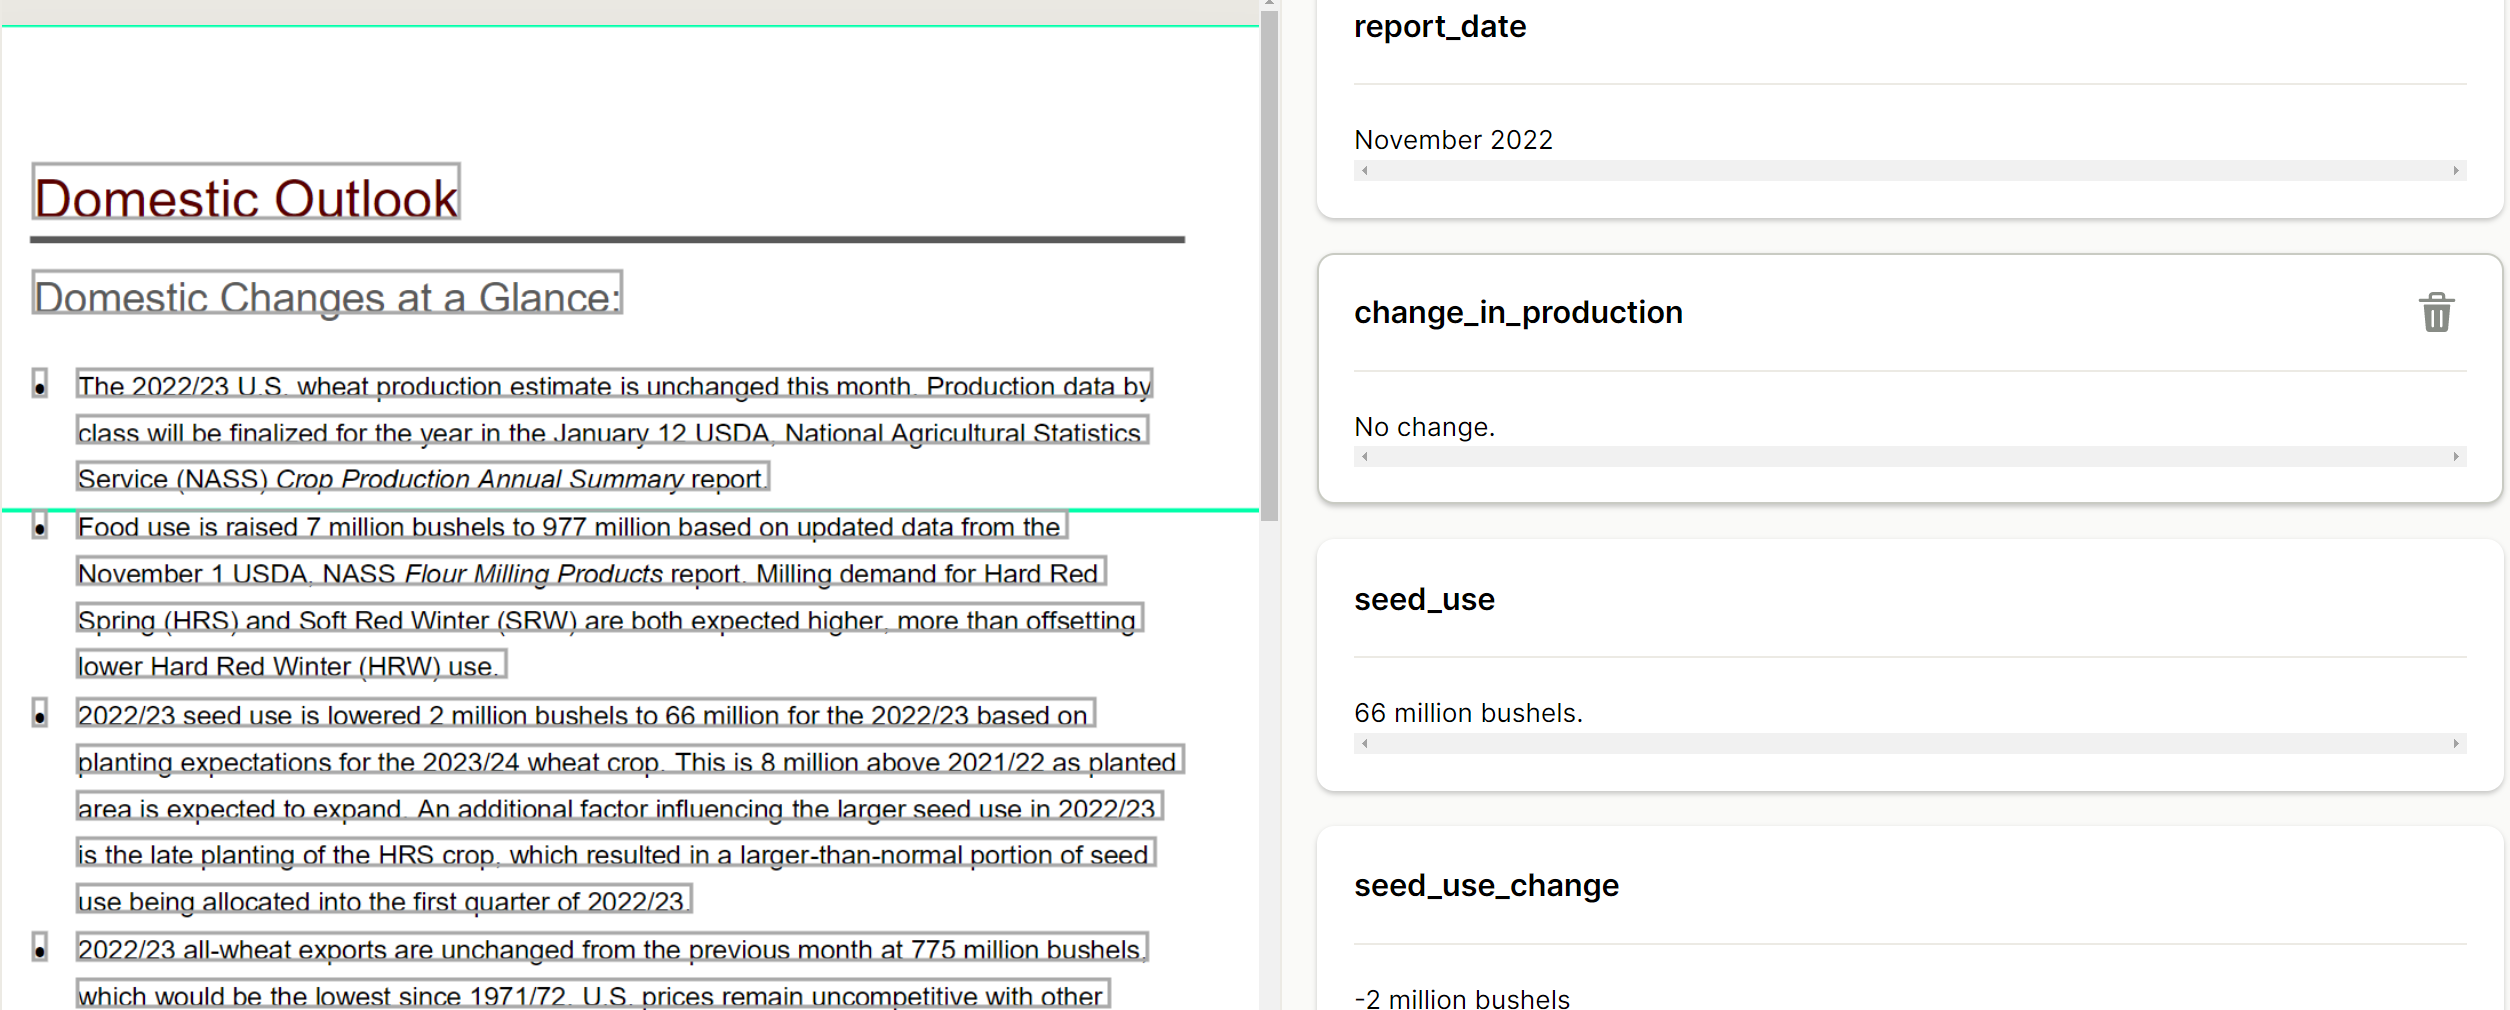 Domestic Outlook
Domestic Changes at a Glance:
• The 2022/23 U.S. wheat production estimate is unchanged this month. Production data by
class will be finalized for the year in the January 12 USDA, National Agricultural Statistics
Service (NASS) Crop Production Annual Summary report.
• Food use is raised 7 million bushels to 977 million based on updated data from the
November 1 USDA, NASS Flour Milling Products report. Milling demand for Hard Red
Spring (HRS) and Soft Red Winter (SRW) are both expected higher, more than offsetting
lower Hard Red Winter (HRW) use.
• 2022/23 seed use is lowered 2 million bushels to 66 million for the 2022/23 based on
planting expectations for the 2023/24 wheat crop. This is 8 million above 2021/22 as planted
area is expected to expand. An additional factor influencing the larger seed use in 2022/23
is the late planting of the HRS crop, which resulted in a larger-than-normal portion of seed
use being allocated into the first quarter of 2022/23.
• 2022/23 all-wheat exports are unchanged from the previous month at 775 million bushels,
which would be the lowest since 1971/72. U.S. prices remain uncompetitive with other
report_date
November 2022
change_in_production
No change.
seed_use
66 million bushels.
seed_use_change
-2 million bushels